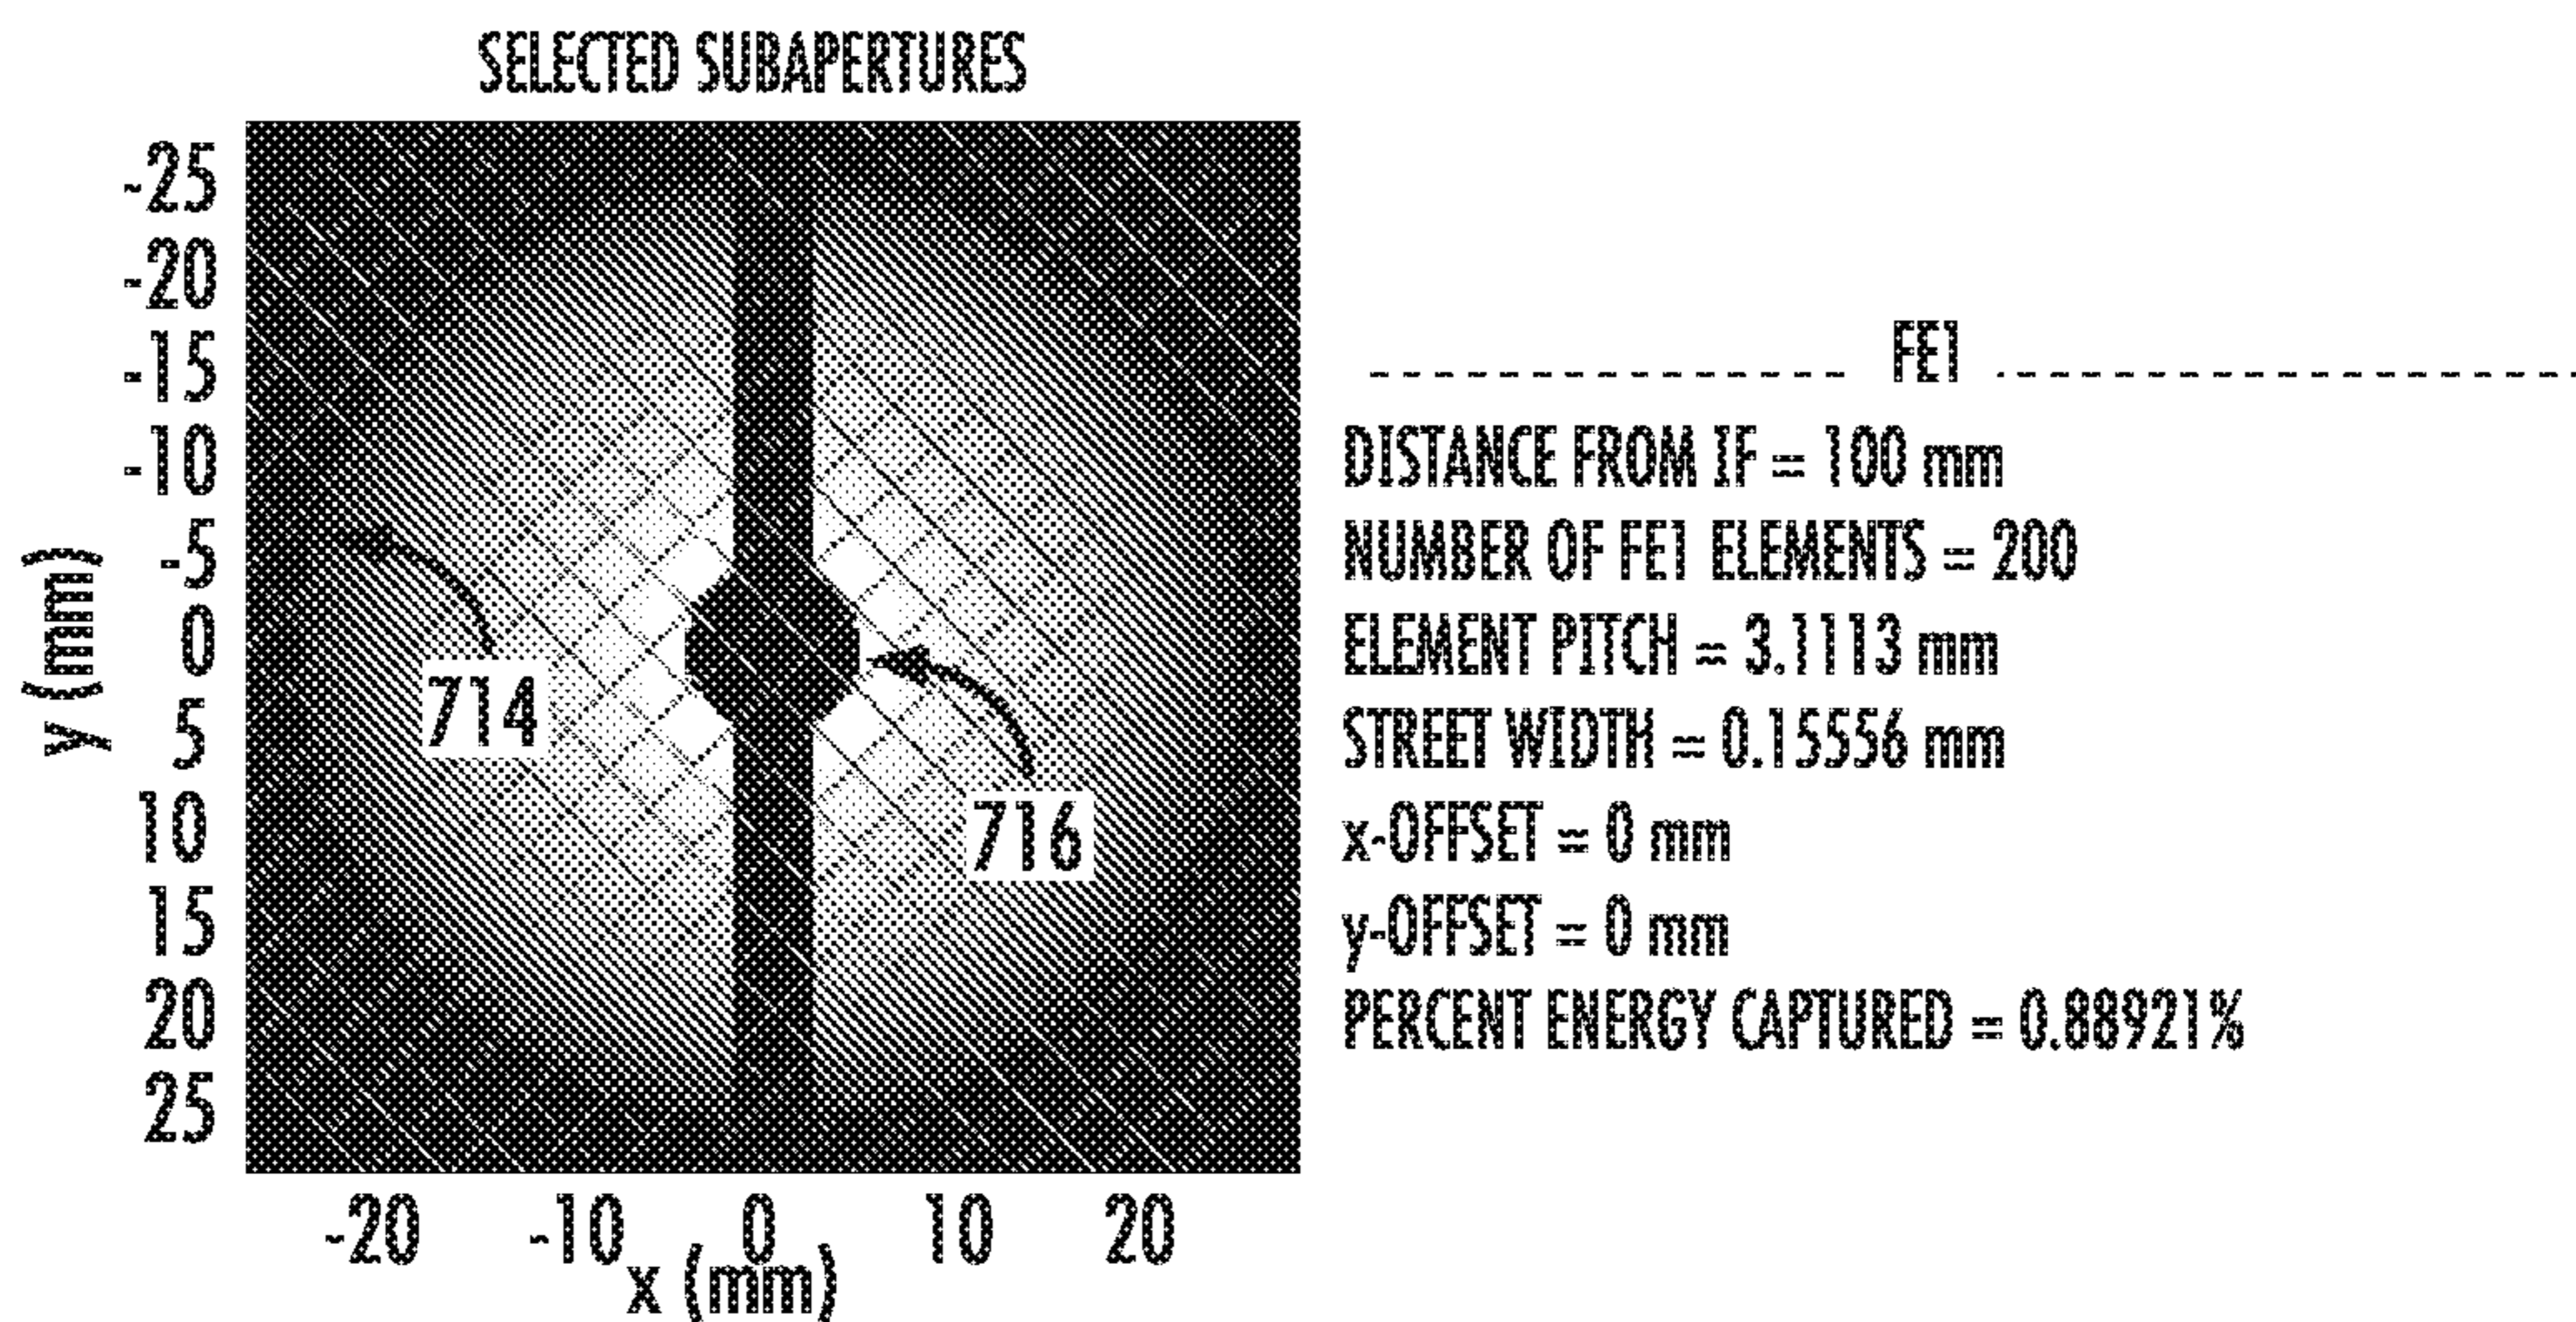 SELECTED SUBAPERTURES
-25
-20
-15
-10
-5
0
5
10
15
20
25
y (mm)
714
716
-20 -10 0 10 20
x (mm)
FE1
DISTANCE FROM IF = 100 mm
NUMBER OF FE1 ELEMENTS = 200
ELEMENT PITCH = 3.1113 mm
STREET WIDTH = 0.15556 mm
x-OFFSET = 0 mm
y-OFFSET = 0 mm
PERCENT ENERGY CAPTURED = 0.88921%